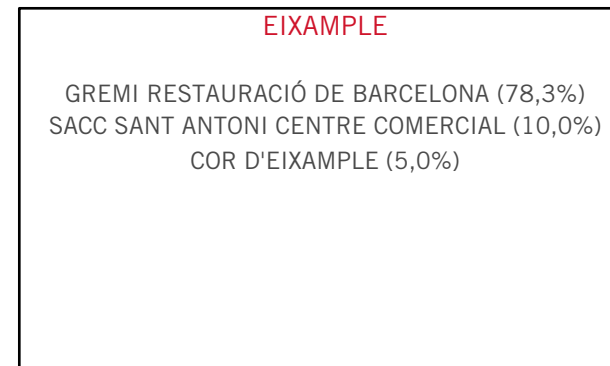 EIXAMPLE
GREMI RESTAURACIÓ DE BARCELONA (78,3%)
SACC SANT ANTONI CENTRE COMERCIAL (10,0%)
COR D'EIXAMPLE (5,0%)